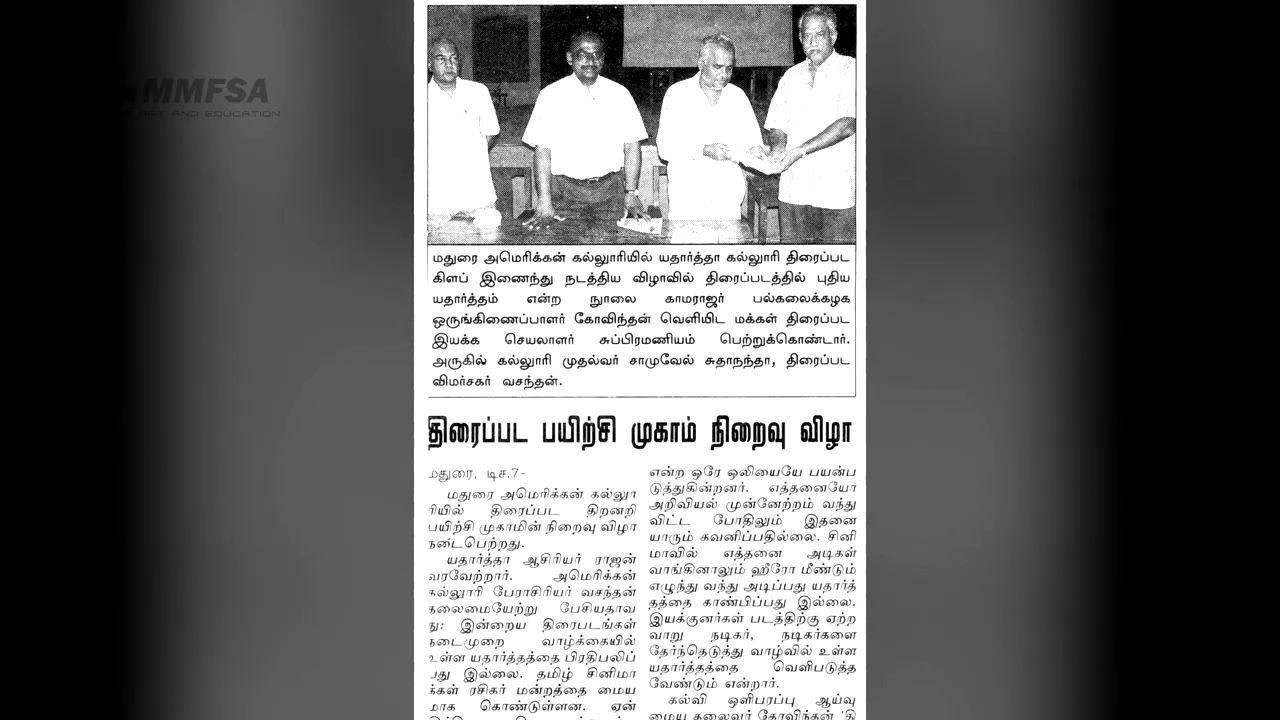 MMFSA
ART AND EDUCATION
மதுரை அமெரிக்கன் கல்லுாரியில் யதார்த்தா கல்லுாரி திரைப்பட
கிளப் இணைந்து நடத்திய விழாவில் திரைப்படத்தில் புதிய
யதார்த்தம் என்ற நுாலை காமராஜர் பல்கலைக்கழக
ஒருங்கிணைப்பாளர் கோவிந்தன் வெளியிட மக்கள் திரைப்பட
இயக்க செயலாளர் சுப்பிரமணியம் பெற்றுக்கொண்டார்.
அருகில் கல்லுாரி முதல்வர் சாமுவேல் சுதாநந்தா, திரைப்பட
விமர்சகர் வசந்தன்.
திரைப்பட பயிற்சி முகாம் நிறைவு விழா
மதுரை, டிச.7-
மதுரை அமெரிக்கன் கல்லுா
ரியில் திரைப்பட திறனறி
பயிற்சி முகாமின் நிறைவு விழா
நடைபெற்றது.
யதார்த்தா ஆசிரியர் ராஜன்
வரவேற்றார். அமெரிக்கன்
கல்லுாரி பேராசிரியர் வசந்தன்
தலைமையேற்று பேசியதாவ
து: இன்றைய திரைபடங்கள்
நடைமுறை வாழ்க்கையில்
உள்ள யதார்த்தத்தை பிரதிபலிப்
பது இல்லை. தமிழ் சினிமா
க்கள் ரசிகர் மன்றத்தை மைய
மாக கொண்டுள்ளன. ஏன்
என்ற ஒரே ஒலியையே பயன்ப
டுத்துகின்றனர். எத்தனையோ
அறிவியல் முன்னேற்றம் வந்து
விட்ட போதிலும் இதனை
யாரும் கவனிப்பதில்லை. சினி
மாவில் எத்தனை அடிகள்
வாங்கினாலும் ஹீரோ மீண்டும்
எழுந்து வந்து அடிப்பது யதார்த்
தத்தை காண்பிப்பது இல்லை.
இயக்குனர்கள் படத்திற்கு ஏற்ற
வாறு நடிகர், நடிகர்களை
தேர்ந்தெடுத்து வாழ்வில் உள்ள
யதார்த்தத்தை வெளிபடுத்த
வேண்டும் என்றார்.
கல்வி ஒளிபரப்பு ஆய்வு
மைய தலைவர் கோவிந்தன் 'தி